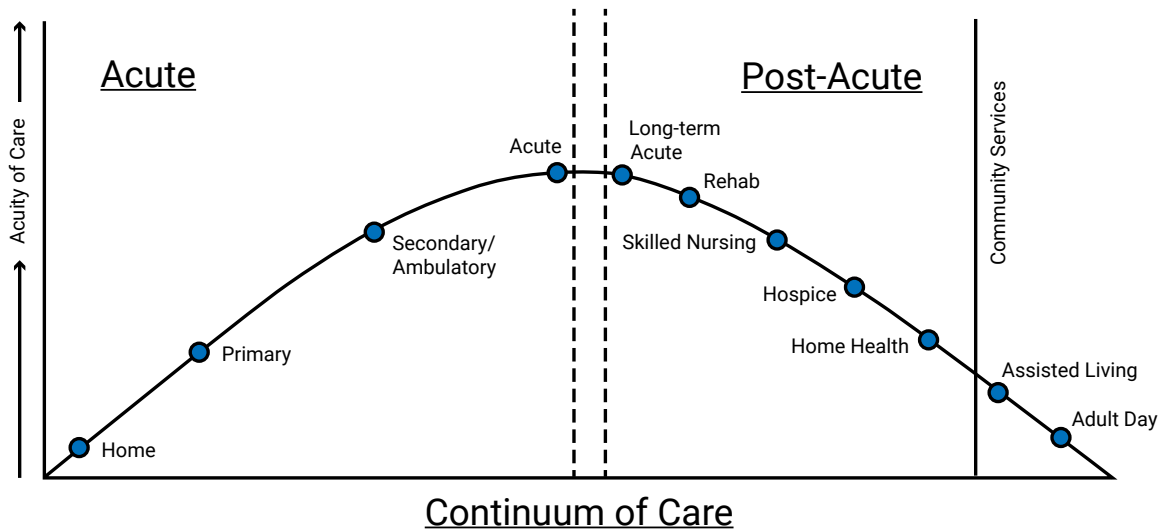 Acute
Post-Acute
Acuity of Care
Community Services
Acute
Long-term
Acute
Rehab
Secondary/
Ambulatory
Skilled Nursing
Hospice
Primary
Home Health
Assisted Living
Adult Day
Home
Continuum of Care